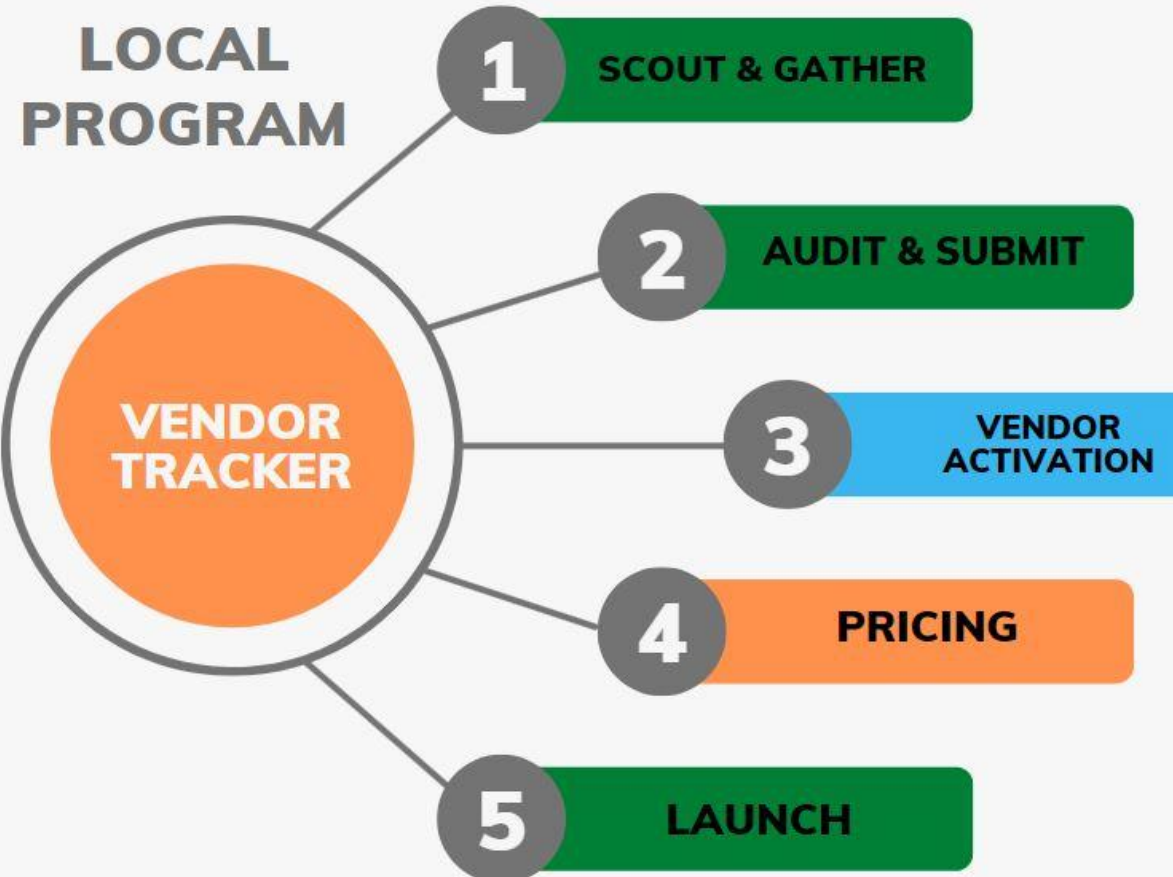 LOCAL
PROGRAM
1
SCOUT & GATHER
2
AUDIT & SUBMIT
VENDOR
TRACKER
3
VENDOR
ACTIVATION
4
PRICING
5
LAUNCH